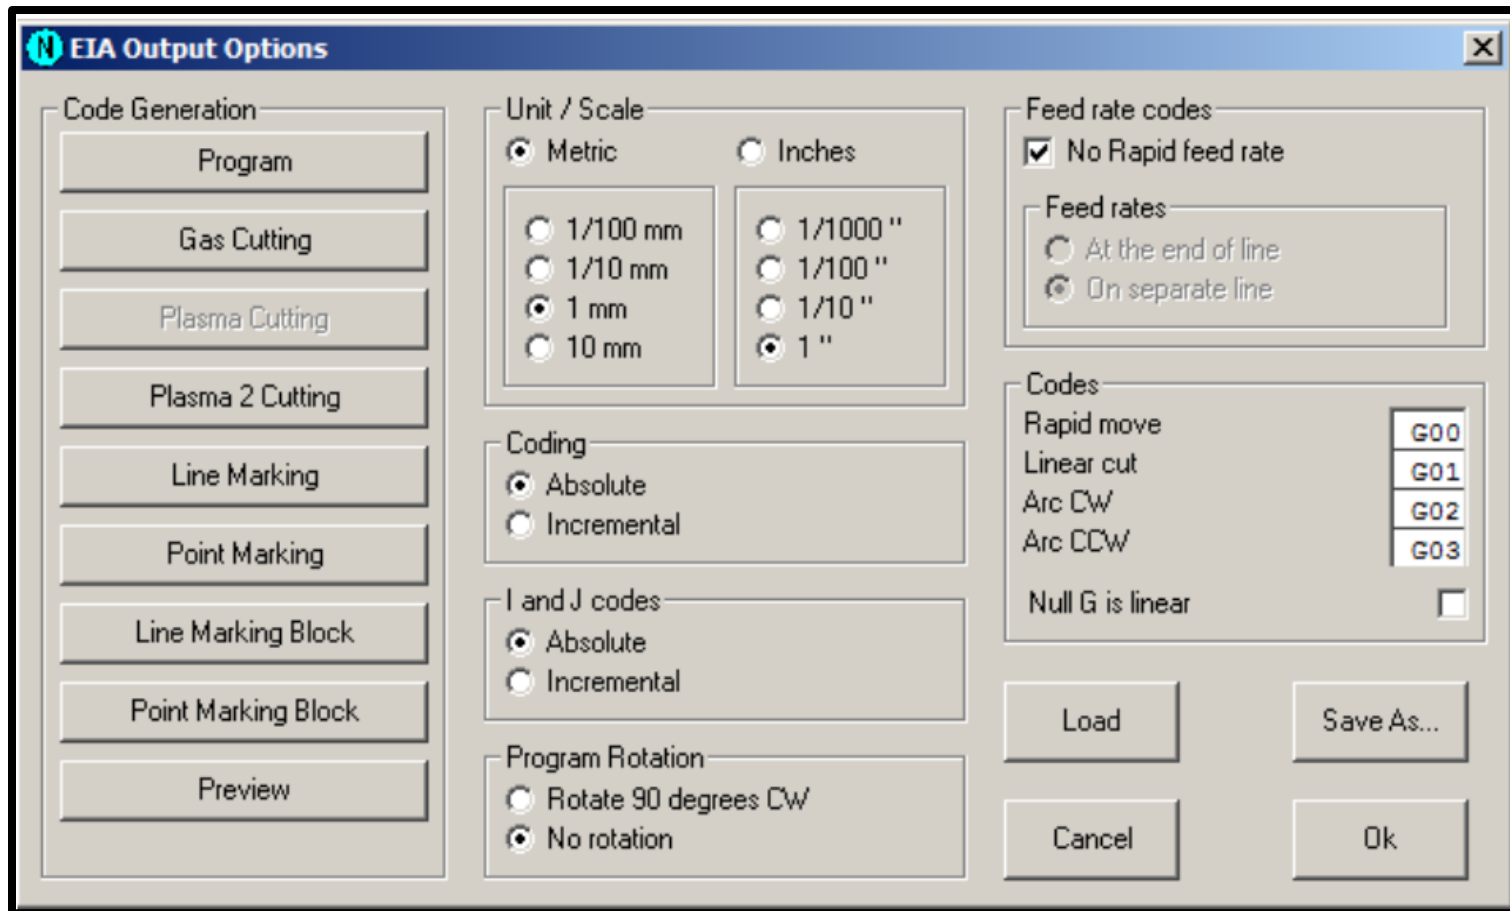 N EIA Output Options
Code Generation
Program
Gas Cutting
Plasma Cutting
Plasma 2 Cutting
Line Marking
Point Marking
Line Marking Block
Point Marking Block
Preview
Unit / Scale
Metric
Inches
1/100 mm
1/10 mm
1 mm
10 mm
1/1000 "
1/100 "
1/10 "
1 "
Coding
Absolute
Incremental
I and J codes
Absolute
Incremental
Program Rotation
Rotate 90 degrees CW
No rotation
Feed rate codes
No Rapid feed rate
Feed rates
At the end of line
On separate line
Codes
Rapid move G00
Linear cut G01
Arc CW G02
Arc CCW G03
Null G is linear
Load
Save As...
Cancel
Ok